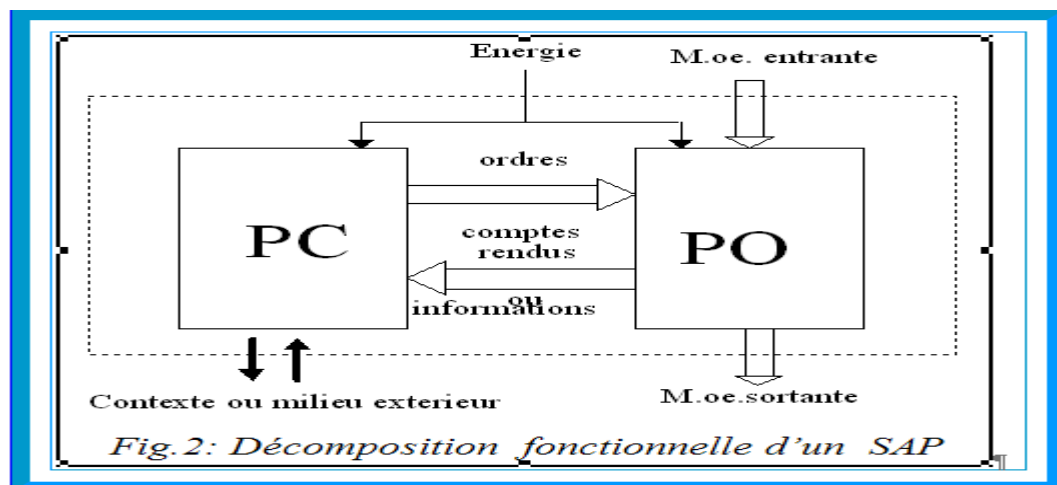 Energie
M.oe. entrante
ordres
PC
PO
comptes
rendus
ou
informations
Contexte ou milieu exterieur
M.oe.sortante
Fig.2: Décomposition fonctionnelle d'un SAP
¶